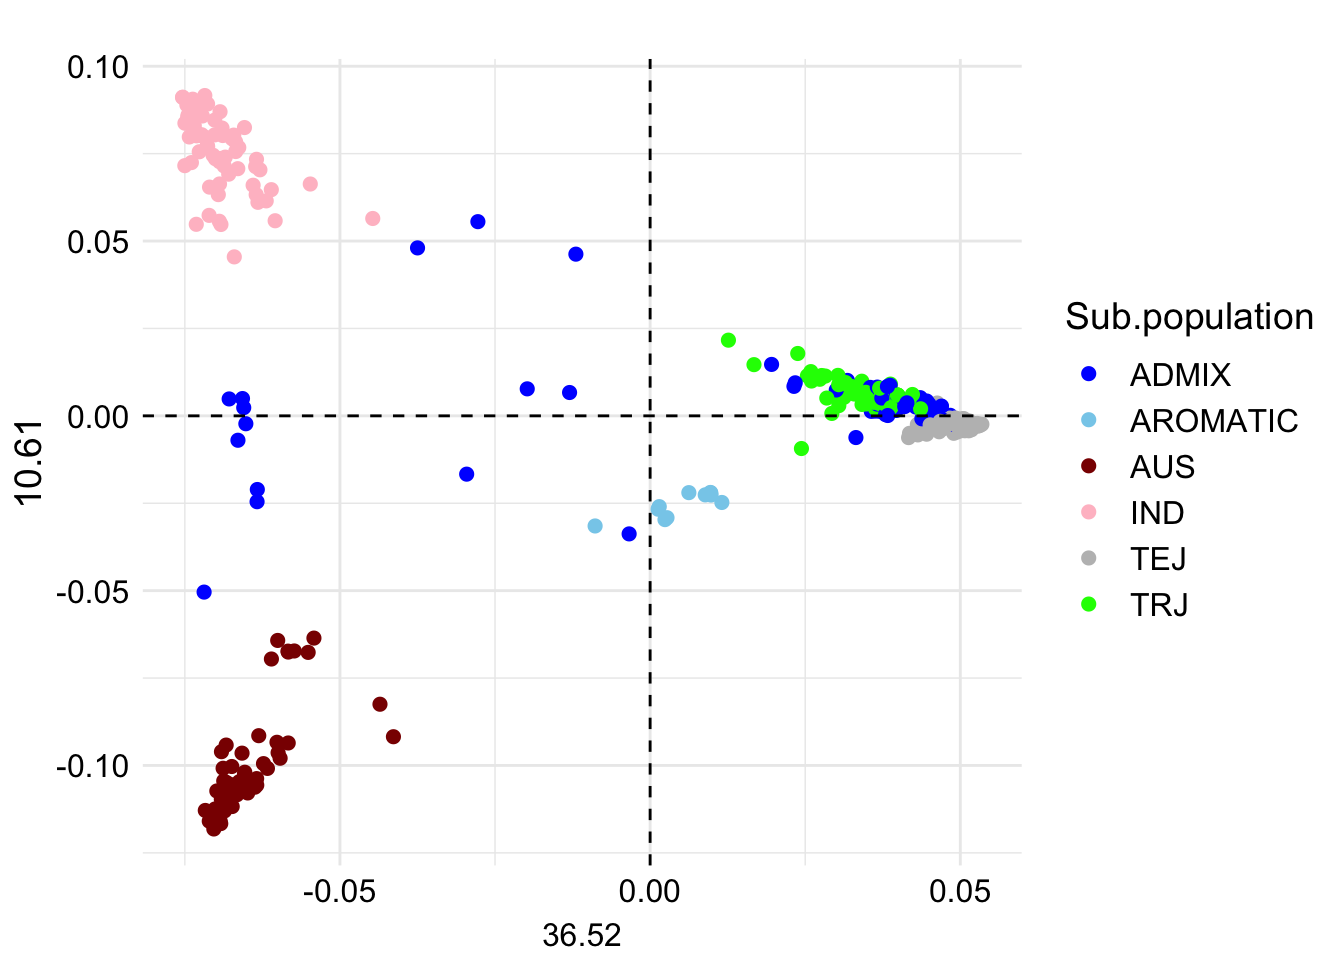 0.10
0.05
0.00
-0.05
-0.10
10.61
-0.05
0.00
0.05
36.52
Sub.population
ADMIX
AROMATIC
AUS
IND
TEJ
TRJ